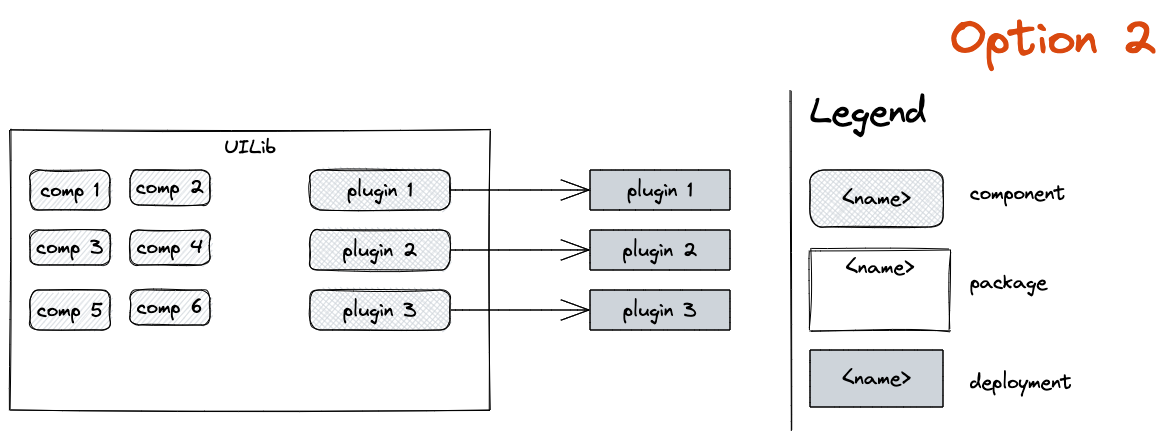 Option 2
Legend
UILib
comp 1 comp 2 plugin 1 plugin 1
comp 3 comp 4 plugin 2 plugin 2
comp 5 comp 6 plugin 3 plugin 3
<name> component
<name> package
<name> deployment